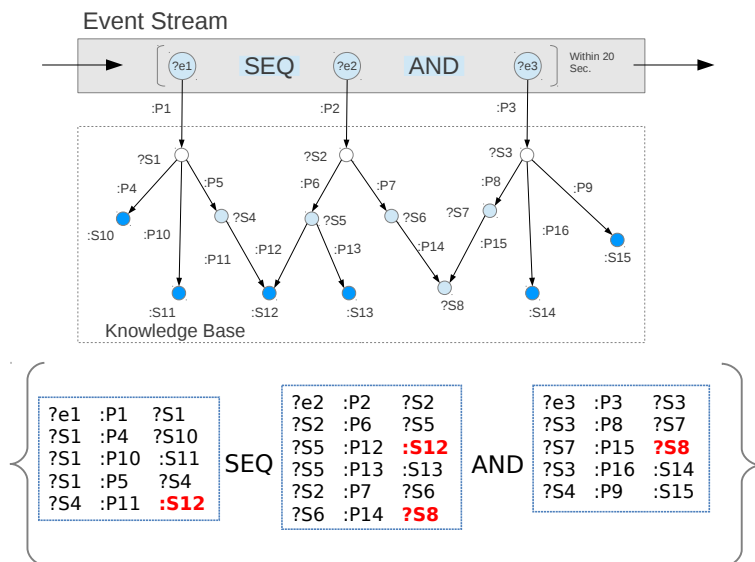 Event Stream
?e1 SEQ ?e2 AND ?e3 Within 20
Sec.
:P1 :P2 :P3
?S1 ?S2 ?S3
:P4 :P5 :P6 :P7 :P8 :P9
?S4 ?S5 ?S6 ?S7
:S10 :P10 :P11 :P12 :P13 :P14 :P15 :P16
:S15
:S11 :S12 :S13 ?S8 :S14
Knowledge Base
?e1 :P1 ?S1
?S1 :P4 ?S10
?S1 :P10 :S11
?S1 :P5 ?S4
?S4 :P11 :S12
SEQ
?e2 :P2 ?S2
?S2 :P6 ?S5
?S5 :P12 :S12
?S5 :P13 :S13
?S2 :P7 ?S6
?S6 :P14 ?S8
AND
?e3 :P3 ?S3
?S3 :P8 ?S7
?S7 :P15 ?S8
?S3 :P16 :S14
?S4 :P9 :S15